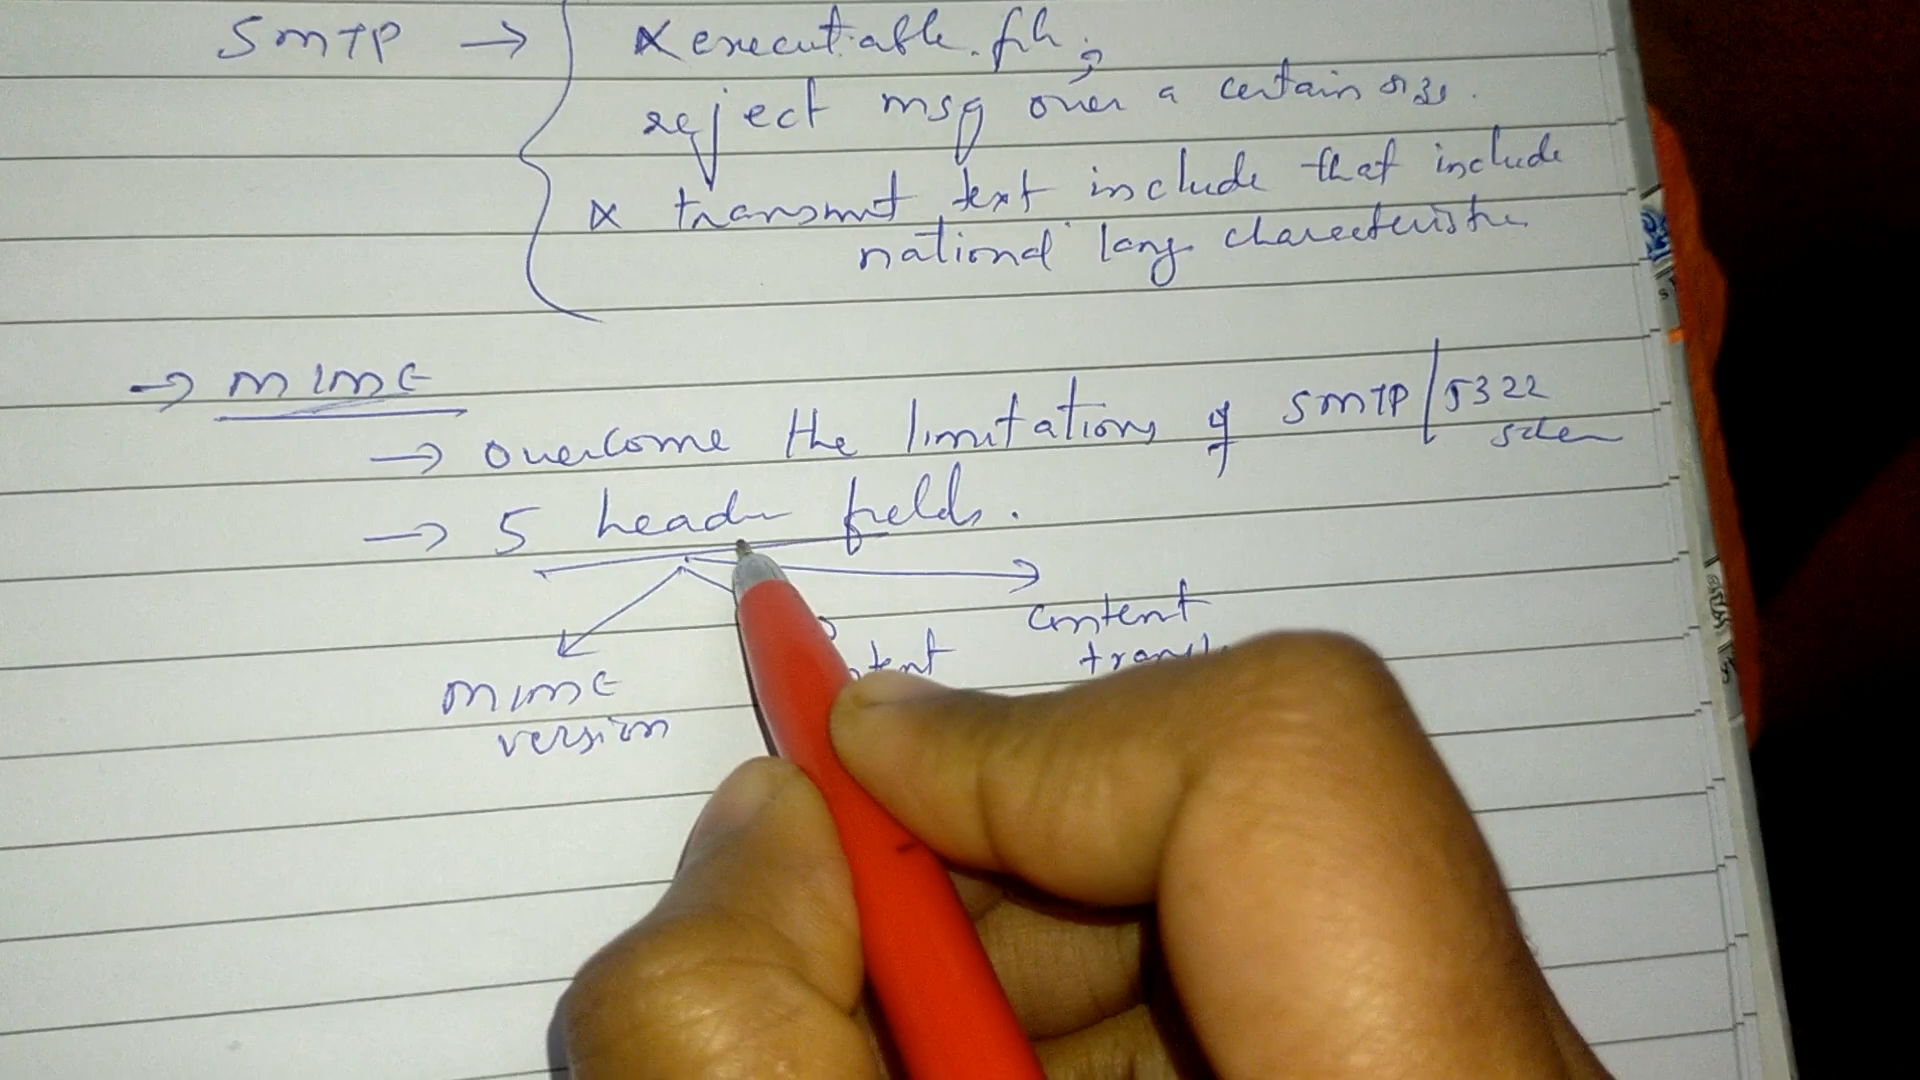 SMTP → x executable file,
reject msg over a certain size.
x transmit text include that include
national lang. charecteristic
→ MIME
→ overcome the limitations of SMTP / 5322
→ 5 header fields.
content
MIME
version